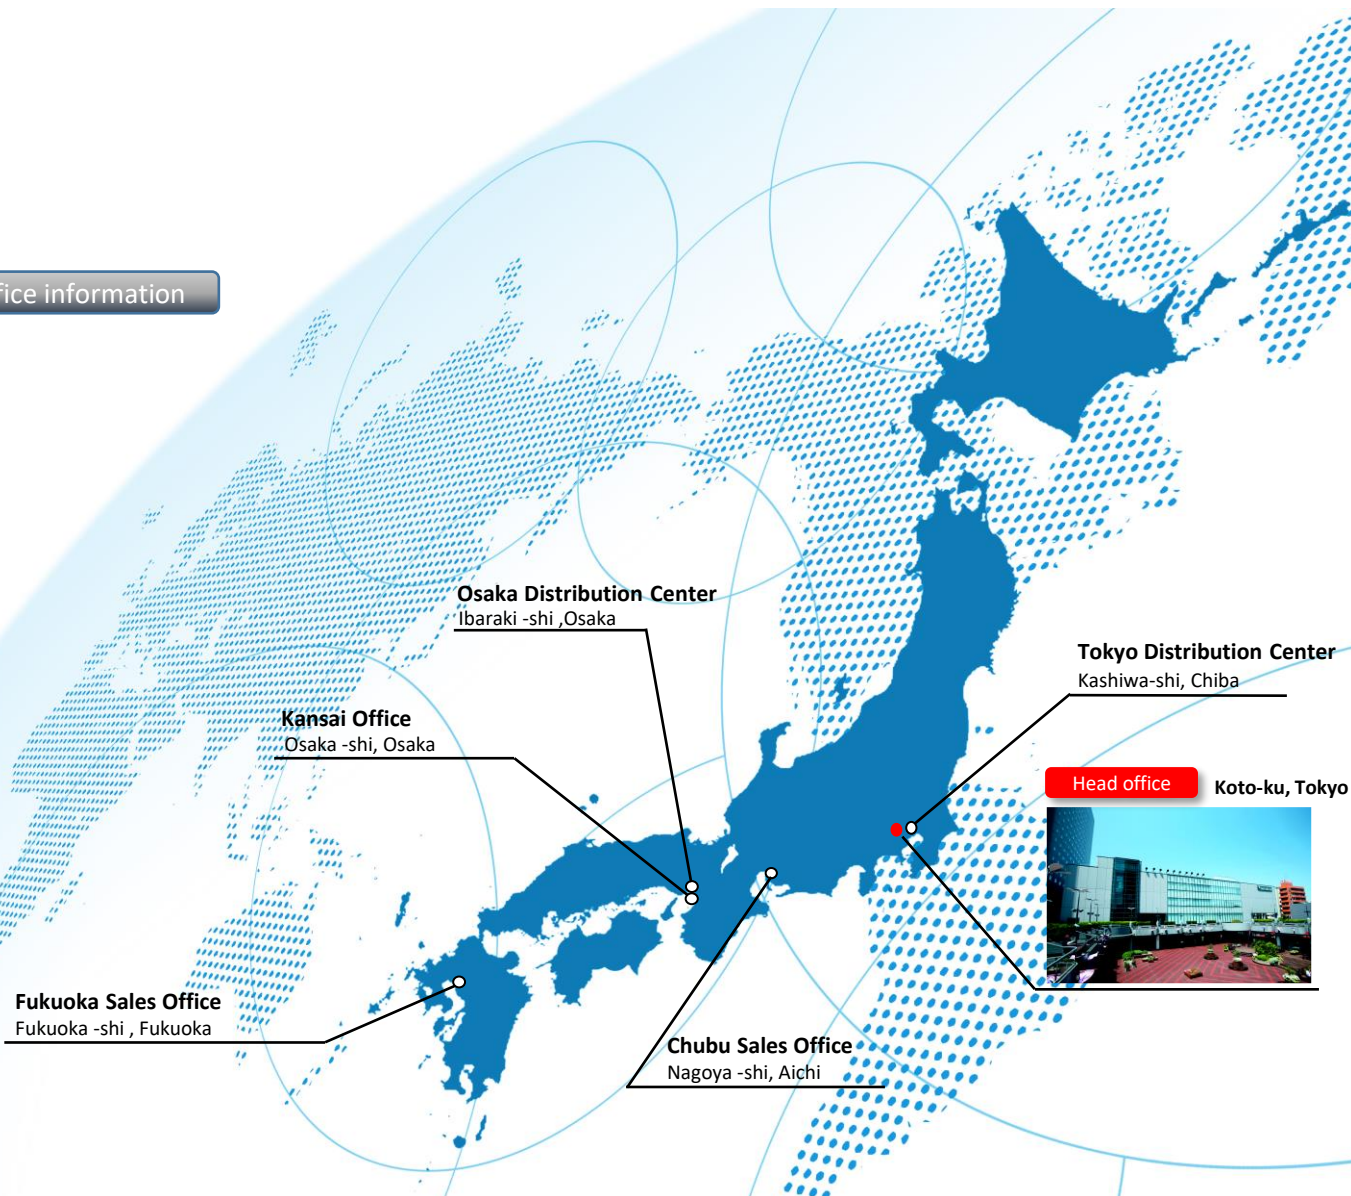 fice information
Osaka Distribution Center
Ibaraki -shi ,Osaka
Tokyo Distribution Center
Kashiwa-shi, Chiba
Kansai Office
Osaka -shi, Osaka
Head office
Koto-ku, Tokyo
Fukuoka Sales Office
Fukuoka -shi , Fukuoka
Chubu Sales Office
Nagoya -shi, Aichi